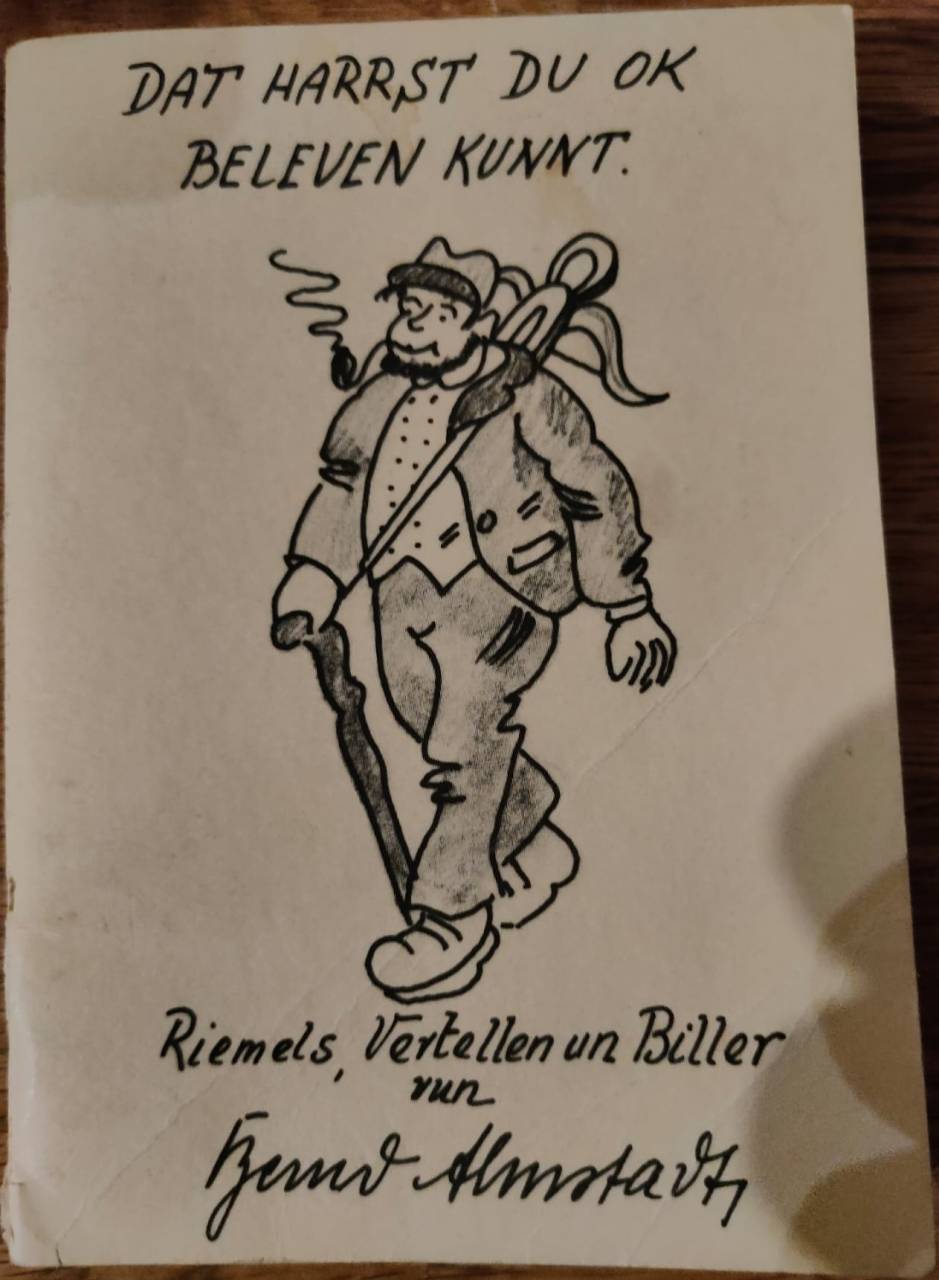 DAT HARRST DU OK
BELEVEN KUNNT.
Riemels, Vertellen un Biller
vun
Bernd Almstadt